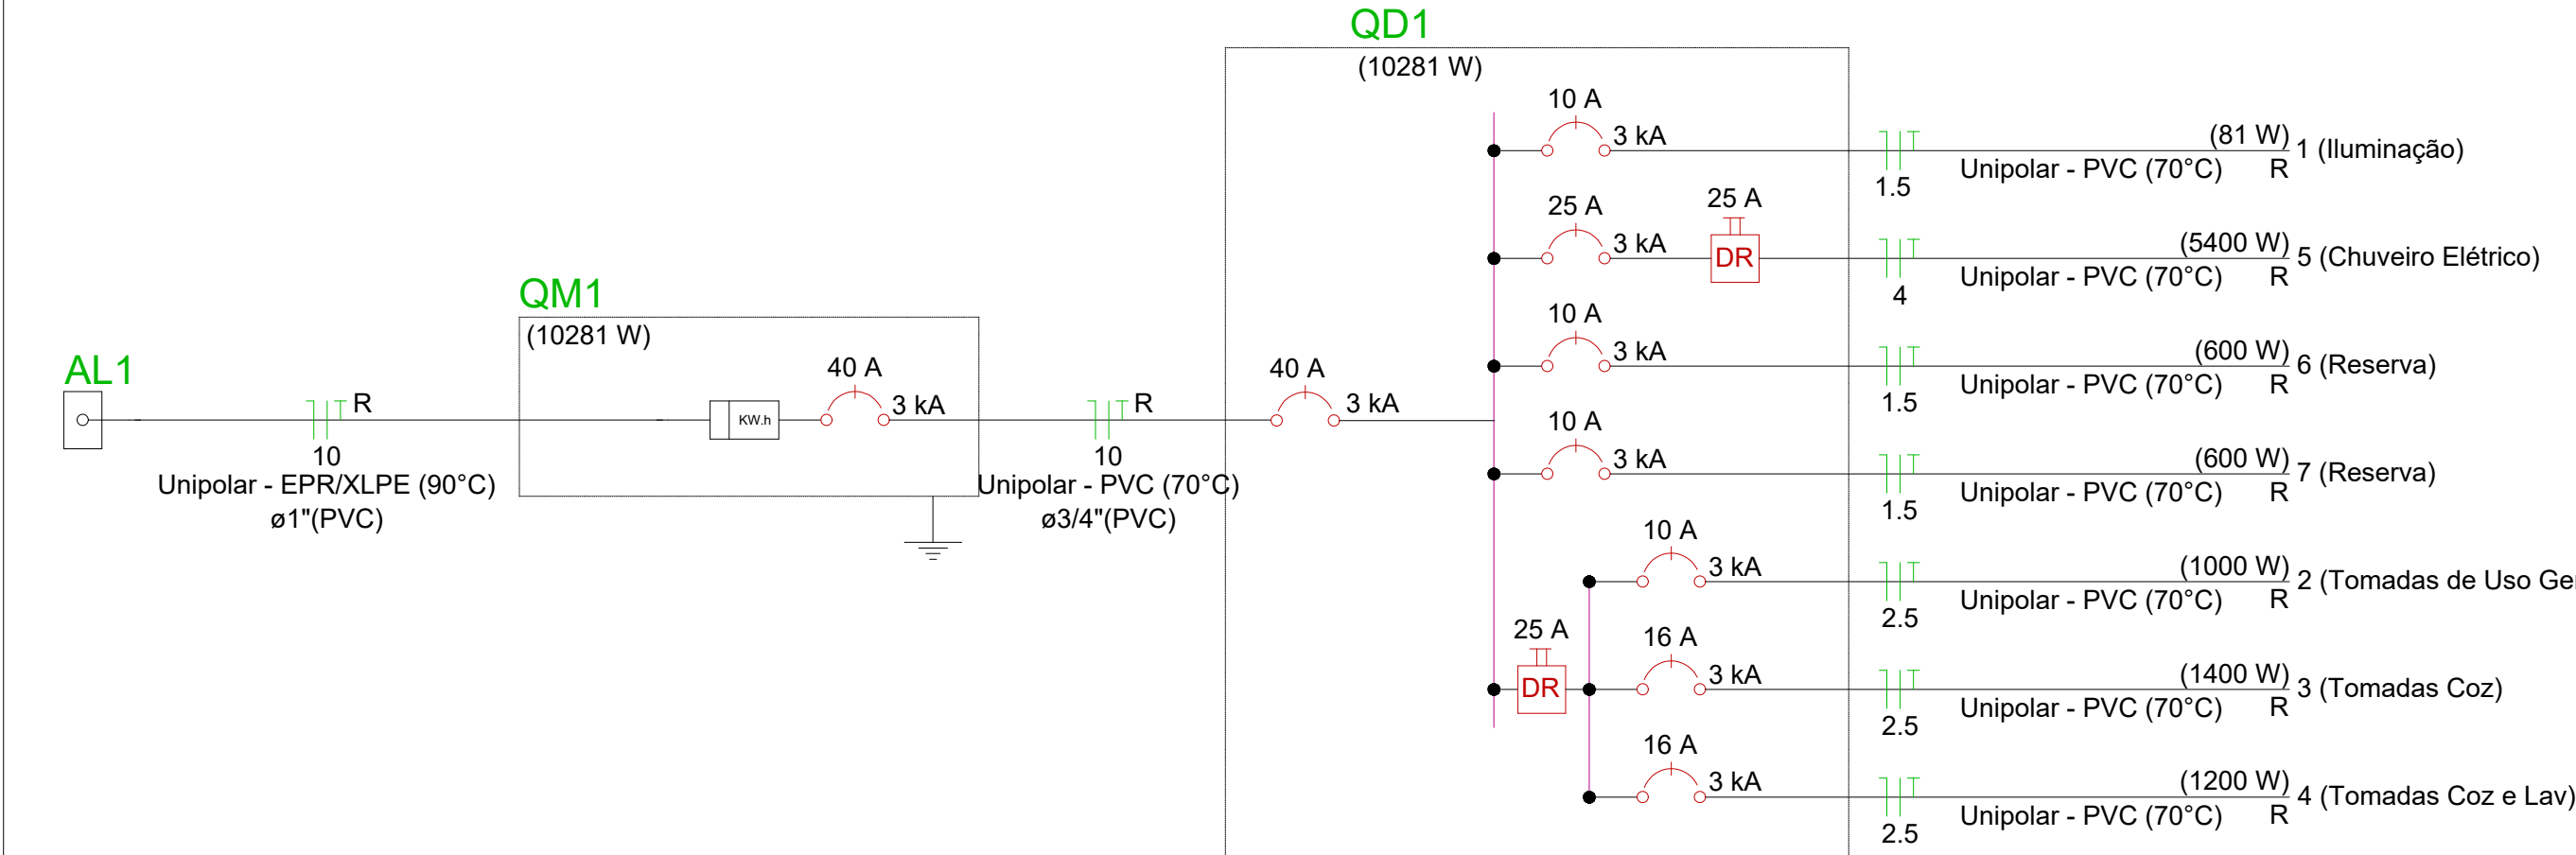 QD1
(10281 W)
10 A
3 kA
(81 W)
1 (Iluminação)
1.5
Unipolar - PVC (70°C)
R
25 A
3 kA
25 A
DR
(5400 W)
5 (Chuveiro Elétrico)
4
Unipolar - PVC (70°C)
R
QM1
(10281 W)
10 A
3 kA
(600 W)
6 (Reserva)
1.5
Unipolar - PVC (70°C)
R
AL1
R
10
Unipolar - EPR/XLPE (90°C)
ø1"(PVC)
KW.h
40 A
3 kA
R
10
Unipolar - PVC (70°C)
ø3/4"(PVC)
40 A
3 kA
10 A
3 kA
(600 W)
7 (Reserva)
1.5
Unipolar - PVC (70°C)
R
10 A
3 kA
(1000 W)
2 (Tomadas de Uso
2.5
Unipolar - PVC (70°C)
R
25 A
DR
16 A
3 kA
(1400 W)
3 (Tomadas Coz)
2.5
Unipolar - PVC (70°C)
R
16 A
3 kA
(1200 W)
4 (Tomadas Coz e Lav)
2.5
Unipolar - PVC (70°C)
R